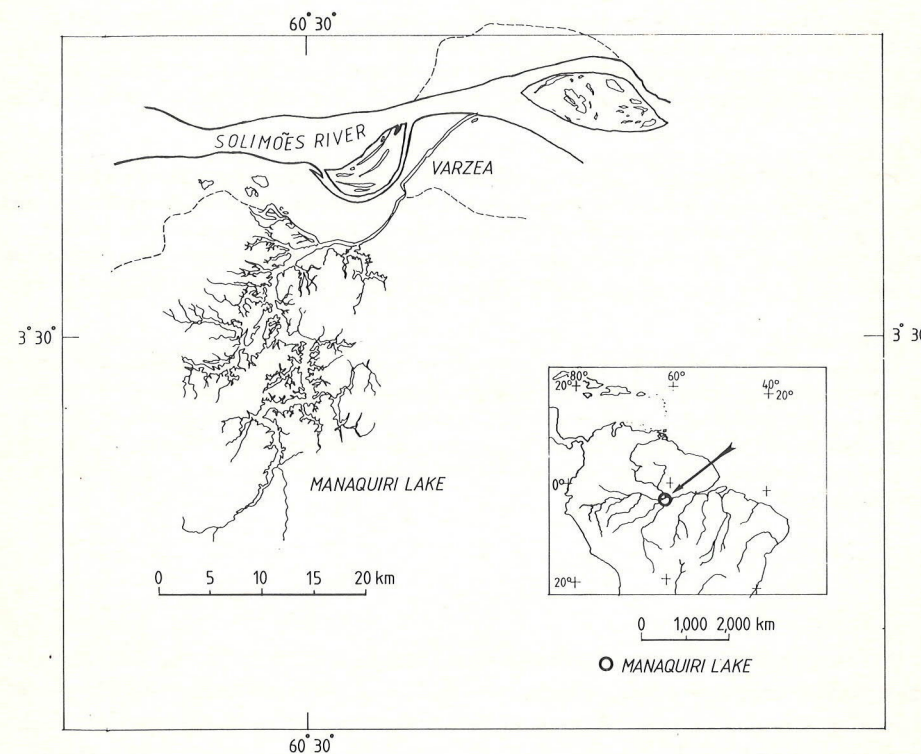 60° 30°
SOLIMOẼS RIVER
VARZEA
3° 30°
3° 30
MANAQUIRI LAKE
0 5 10 15 20 km
80° 60° 40°
20° 20°
0°
20°
0 1,000 2,000 km
MANAQUIRI LAKE
60° 30°